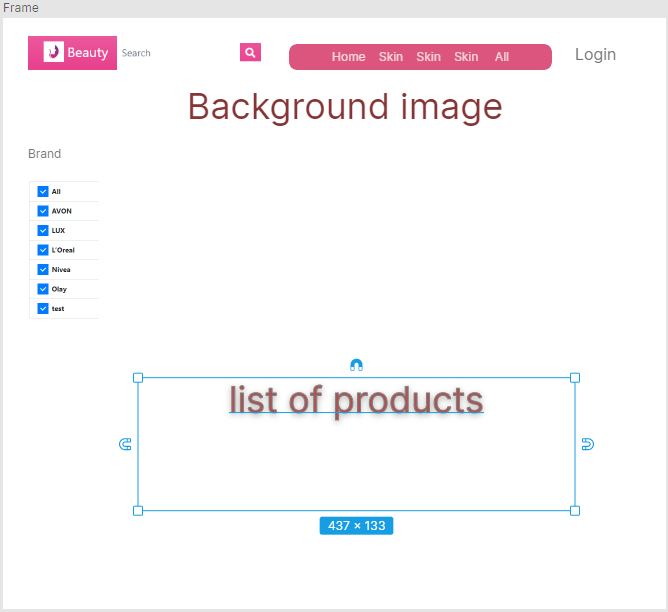 Frame
Beauty Search Home Skin Skin Skin All Login
Background image
Brand
All
AVON
LUX
L'Oreal
Nivea
Olay
test
list of products
437 × 133